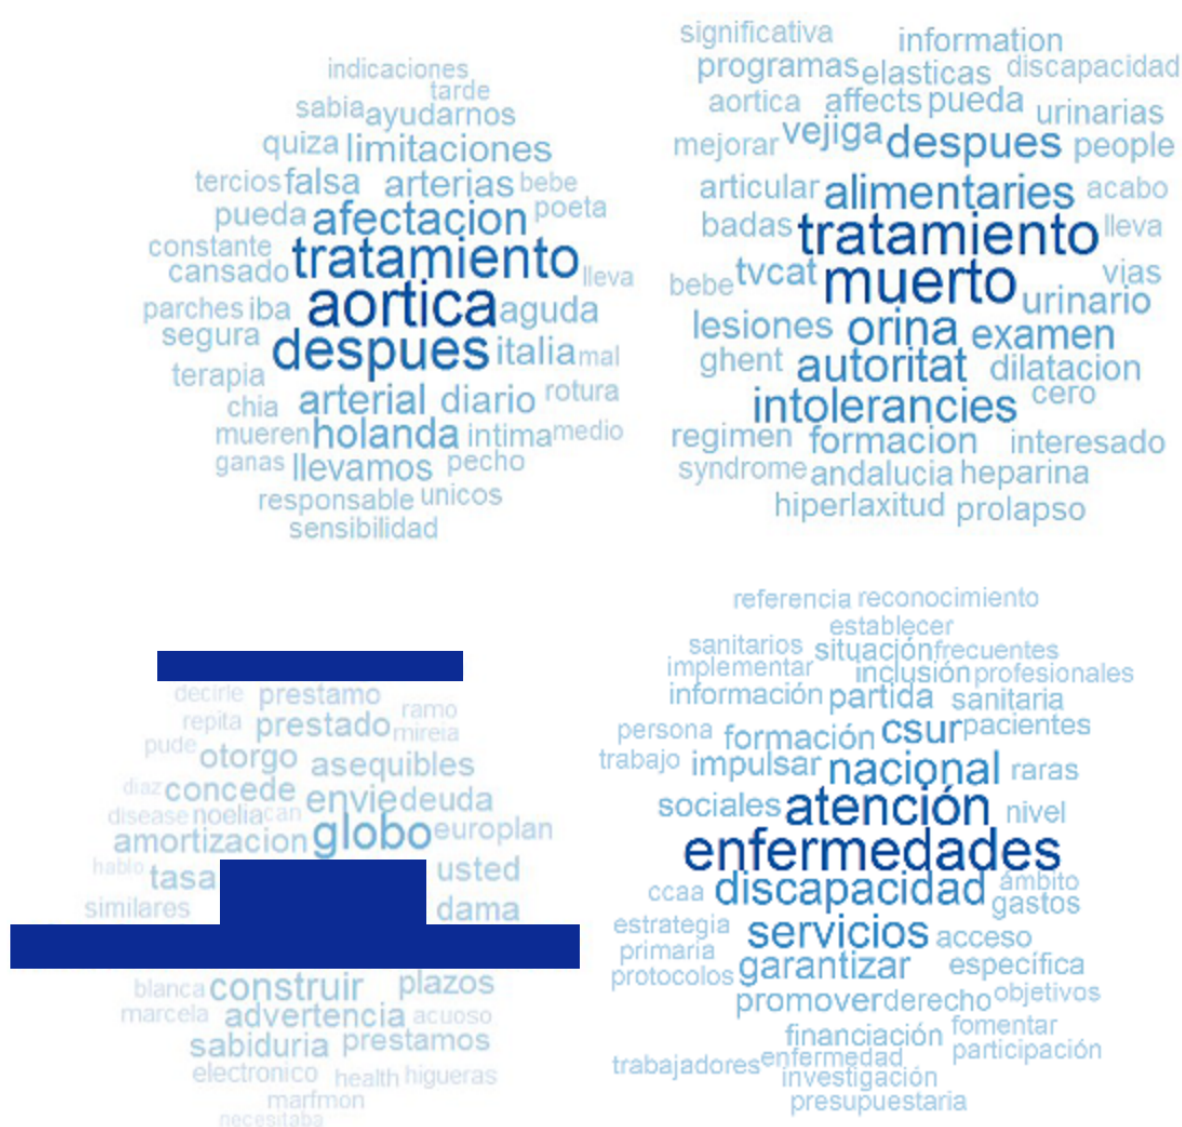 indicaciones
tarde
sabia ayudarnos
quiza limitaciones
tercios falsa arterias bebe
pueda afectacion poeta
constante tratamiento
cansado lleva
parches iba aortica aguda
segura despues italia mal
terapia
chia arterial diario rotura
mueren holanda intima medio
ganas llevamos pecho
responsable unicos
sensibilidad
significativa information
programas elasticas discapacidad
aortica affects pueda urinarias
mejorar vejiga despues people
articular alimentaries acabo
badas tratamiento lleva
bebe tvcat muerto vias
urinario
lesiones orina examen
ghent autoritat dilatacion
intolerancies cero
regimen formacion interesado
syndrome andalucia heparina
hiperlaxitud prolapso
decirle prestamo
repita prestado ramo
mireia
pude otorgo asequibles
diaz concede envie deuda
disease noelia can globo europlan
amortizacion
hablo tasa usted
similares dama
blanca construir plazos
marcela advertencia acuoso
sabiduria prestamos
electronico health higueras
marfmon
necesitaba
referencia reconocimiento
establecer
sanitarios situación frecuentes
implementar inclusión profesionales
información partida sanitaria
persona formación csur pacientes
trabajo impulsar nacional raras
sociales atención nivel
enfermedades
ccaa discapacidad ámbito
gastos
estrategia servicios acceso
primaria
protocolos garantizar específica
promover derecho objetivos
financiación fomentar
trabajadores enfermedad participación
investigación
presupuestaria